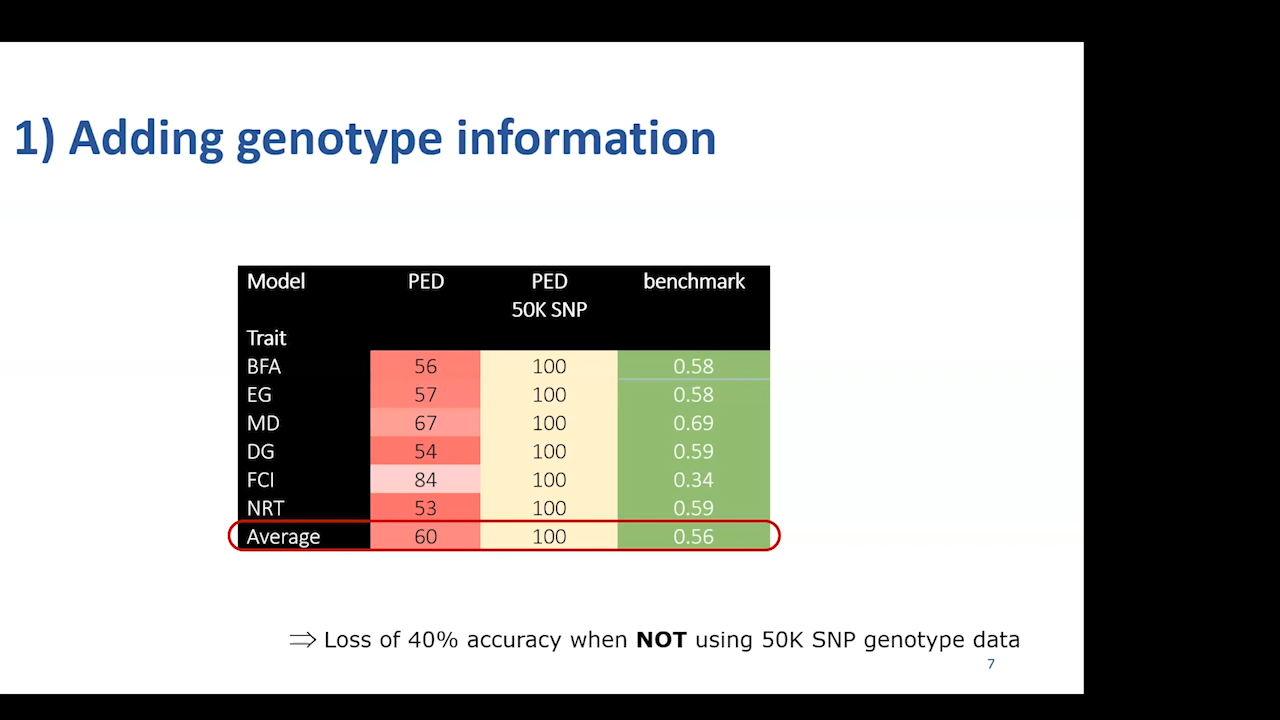 1) Adding genotype information
Model PED PED benchmark
50K SNP
Trait
BFA 56 100 0.58
EG 57 100 0.58
MD 67 100 0.69
DG 54 100 0.59
FCI 84 100 0.34
NRT 53 100 0.59
Average 60 100 0.56
⇒ Loss of 40% accuracy when NOT using 50K SNP genotype data
7